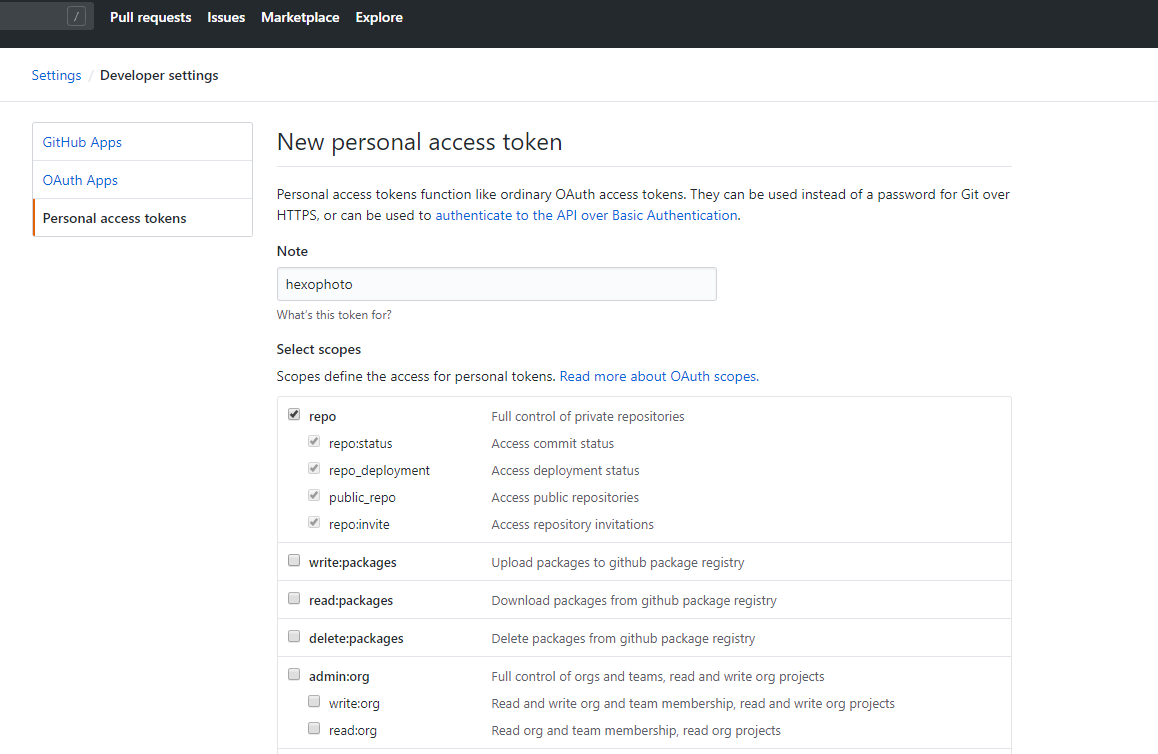 / Pull requests Issues Marketplace Explore
Settings / Developer settings
GitHub Apps
OAuth Apps
Personal access tokens
New personal access token
Personal access tokens function like ordinary OAuth access tokens. They can be used instead of a password for Git over
HTTPS, or can be used to authenticate to the API over Basic Authentication.
Note
hexophoto
What's this token for?
Select scopes
Scopes define the access for personal tokens. Read more about OAuth scopes.
repo Full control of private repositories
repo:status Access commit status
repo_deployment Access deployment status
public_repo Access public repositories
repo:invite Access repository invitations
write:packages Upload packages to github package registry
read:packages Download packages from github package registry
delete:packages Delete packages from github package registry
admin:org Full control of orgs and teams, read and write org projects
write:org Read and write org and team membership, read and write org projects
read:org Read org and team membership, read org projects